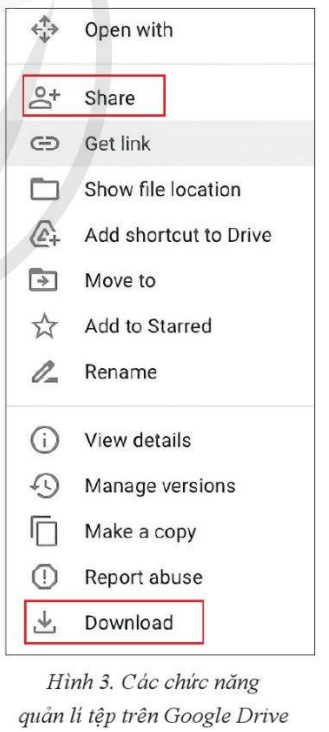 Open with
Share
Get link
Show file location
Add shortcut to Drive
Move to
Add to Starred
Rename
View details
Manage versions
Make a copy
Report abuse
Download
Hình 3. Các chức năng
quản lí tệp trên Google Drive